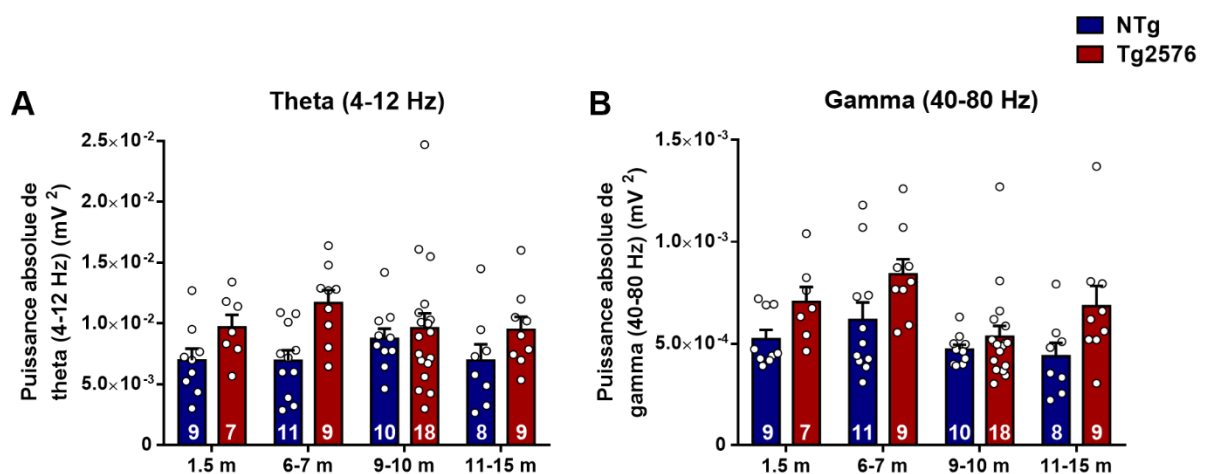 NTg
Tg2576
A
Theta (4-12 Hz)
Puissance absolue de
theta (4-12 Hz) (mV ²)
2.5×10⁻²
2.0×10⁻²
1.5×10⁻²
1.0×10⁻²
5.0×10⁻³
0
9 7 11 9 10 18 8 9
1.5 m 6-7 m 9-10 m 11-15 m
B
Gamma (40-80 Hz)
Puissance absolue de
gamma (40-80 Hz) (mV ²)
1.5×10⁻³
1.0×10⁻³
5.0×10⁻⁴
0
9 7 11 9 10 18 8 9
1.5 m 6-7 m 9-10 m 11-15 m